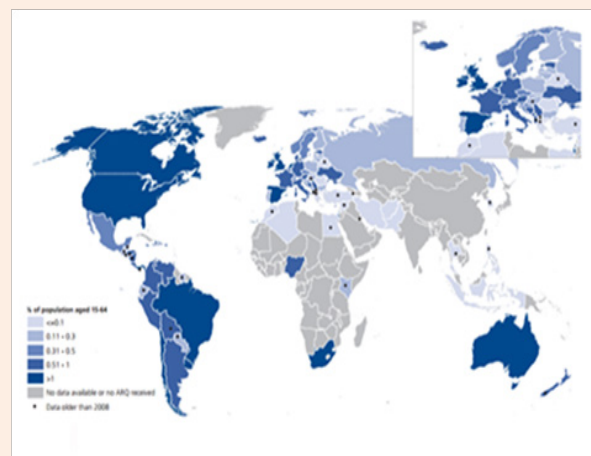 % of population aged 15-64
<=0.1
0.11 - 0.3
0.31 - 0.5
0.51 - 1
>1
No data available or no ARQ received
Data older than 2008